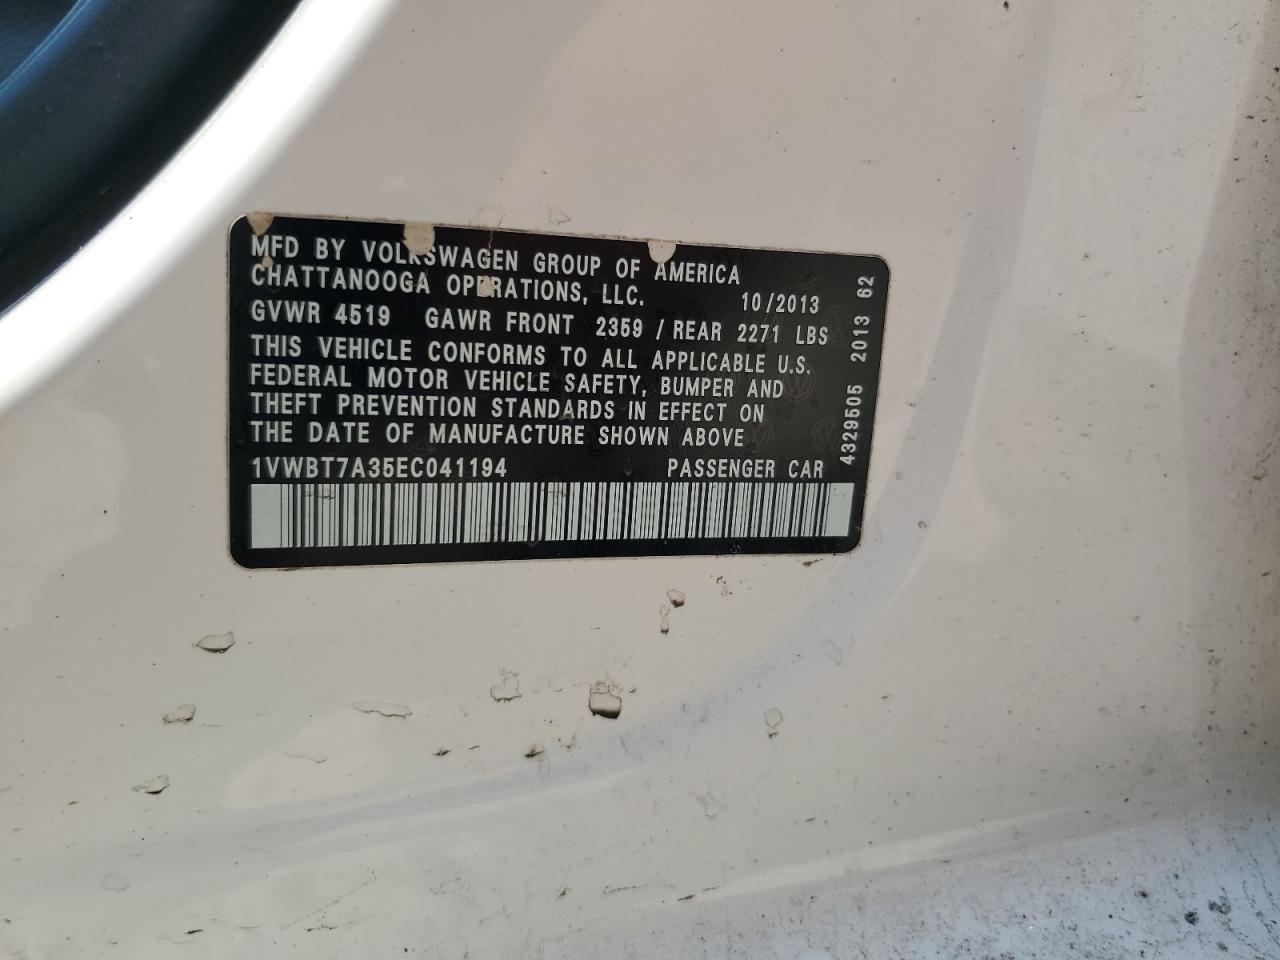 MFD BY VOLKSWAGEN GROUP OF AMERICA
CHATTANOOGA OPERATIONS, LLC. 10/2013
GVWR 4519 GAWR FRONT 2359 / REAR 2271 LBS
THIS VEHICLE CONFORMS TO ALL APPLICABLE U.S.
FEDERAL MOTOR VEHICLE SAFETY, BUMPER AND
THEFT PREVENTION STANDARDS IN EFFECT ON
THE DATE OF MANUFACTURE SHOWN ABOVE
1VWBT7A35EC041194 PASSENGER CAR
4329505 2013 62